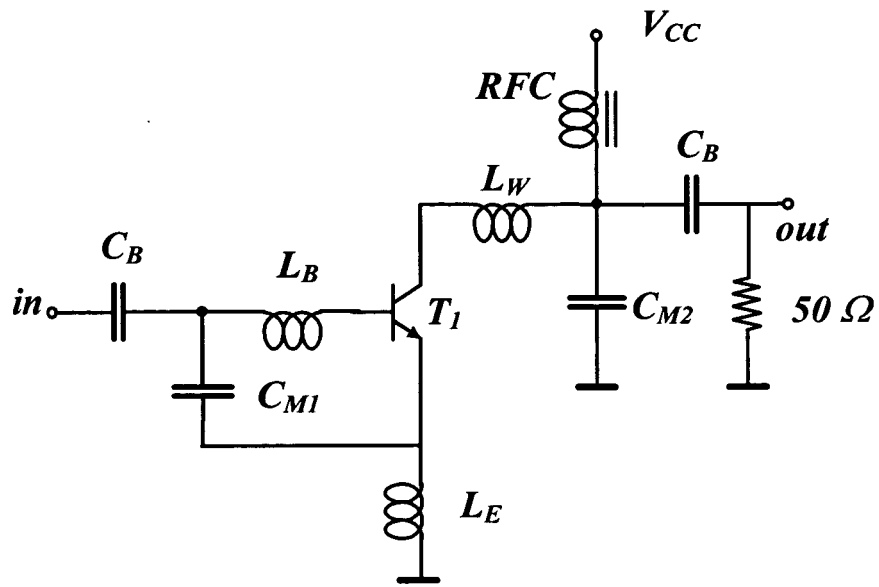 V_CC
RFC
C_B
L_W
out
C_B
L_B
in
T_1
C_M2
50 Ω
C_M1
L_E